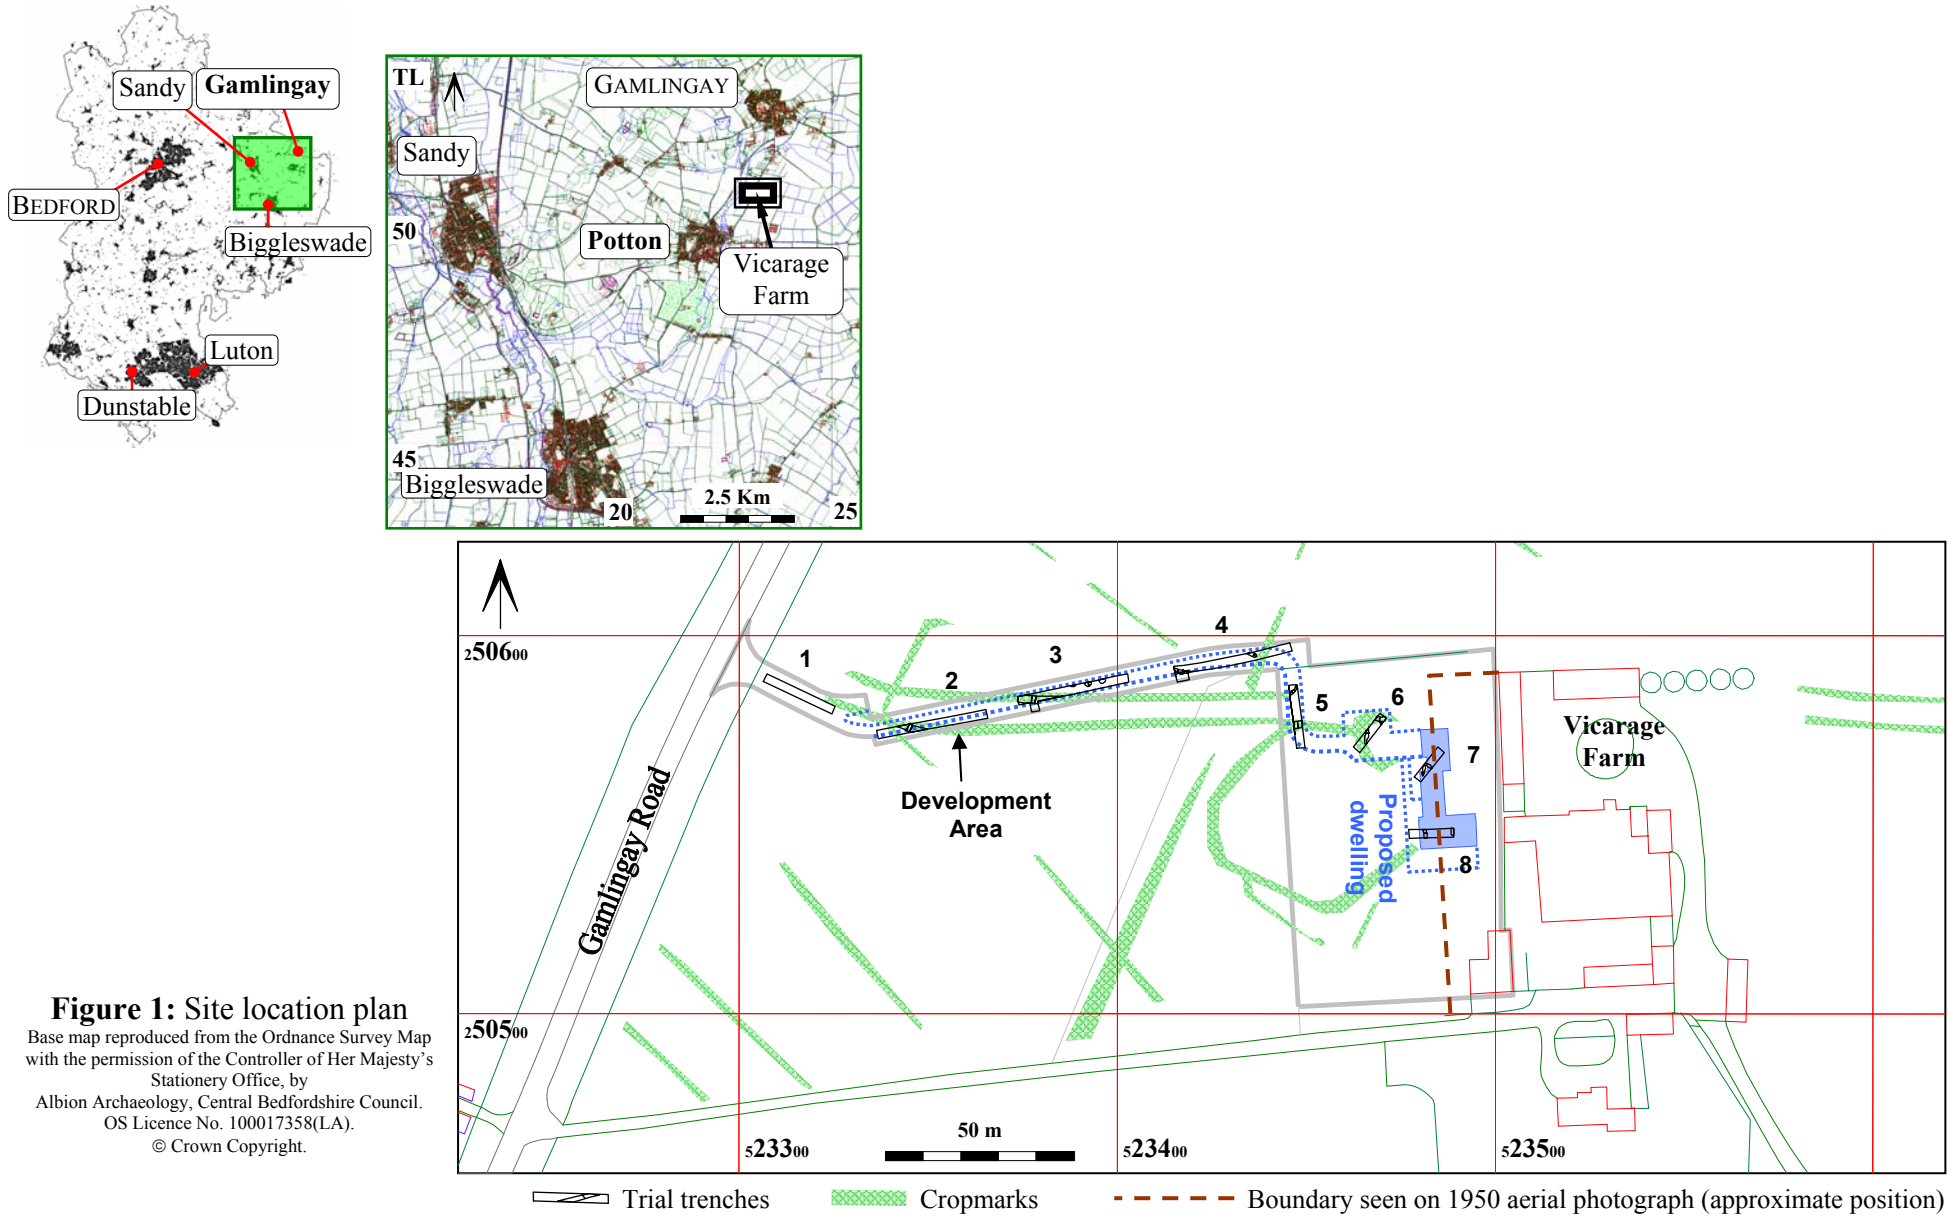 Sandy
Gamlingay
BEDFORD
Biggleswade
Luton
Dunstable
TL
GAMLINGAY
Sandy
50
Potton
Vicarage
Farm
45
Biggleswade
2.5 Km
20
25
250600
1
2
3
4
5
6
7
8
Vicarage
Farm
Development
Area
Proposed
dwelling
Gamlingay Road
250500
523300
523400
523500
50 m
Figure 1: Site location plan
Base map reproduced from the Ordnance Survey Map
with the permission of the Controller of Her Majesty's
Stationery Office, by
Albion Archaeology, Central Bedfordshire Council.
OS Licence No. 100017358(LA).
© Crown Copyright.
Trial trenches
Cropmarks
Boundary seen on 1950 aerial photograph (approximate position)